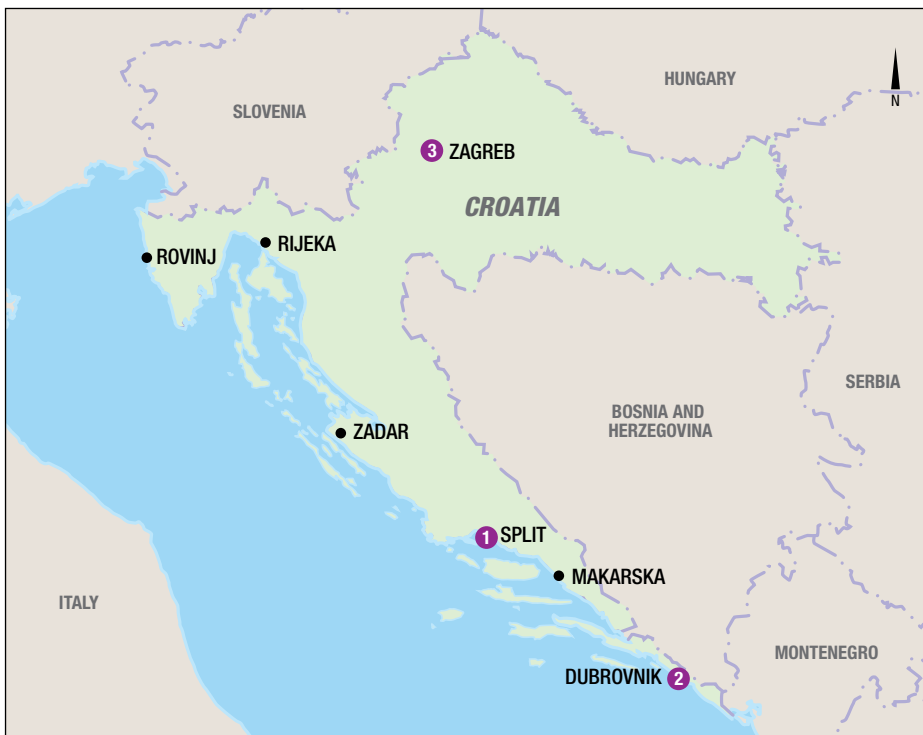 HUNGARY
N
SLOVENIA
3 ZAGREB
CROATIA
RIJEKA
ROVINJ
SERBIA
BOSNIA AND
HERZEGOVINA
ZADAR
1 SPLIT
MAKARSKA
ITALY
MONTENEGRO
DUBROVNIK 2